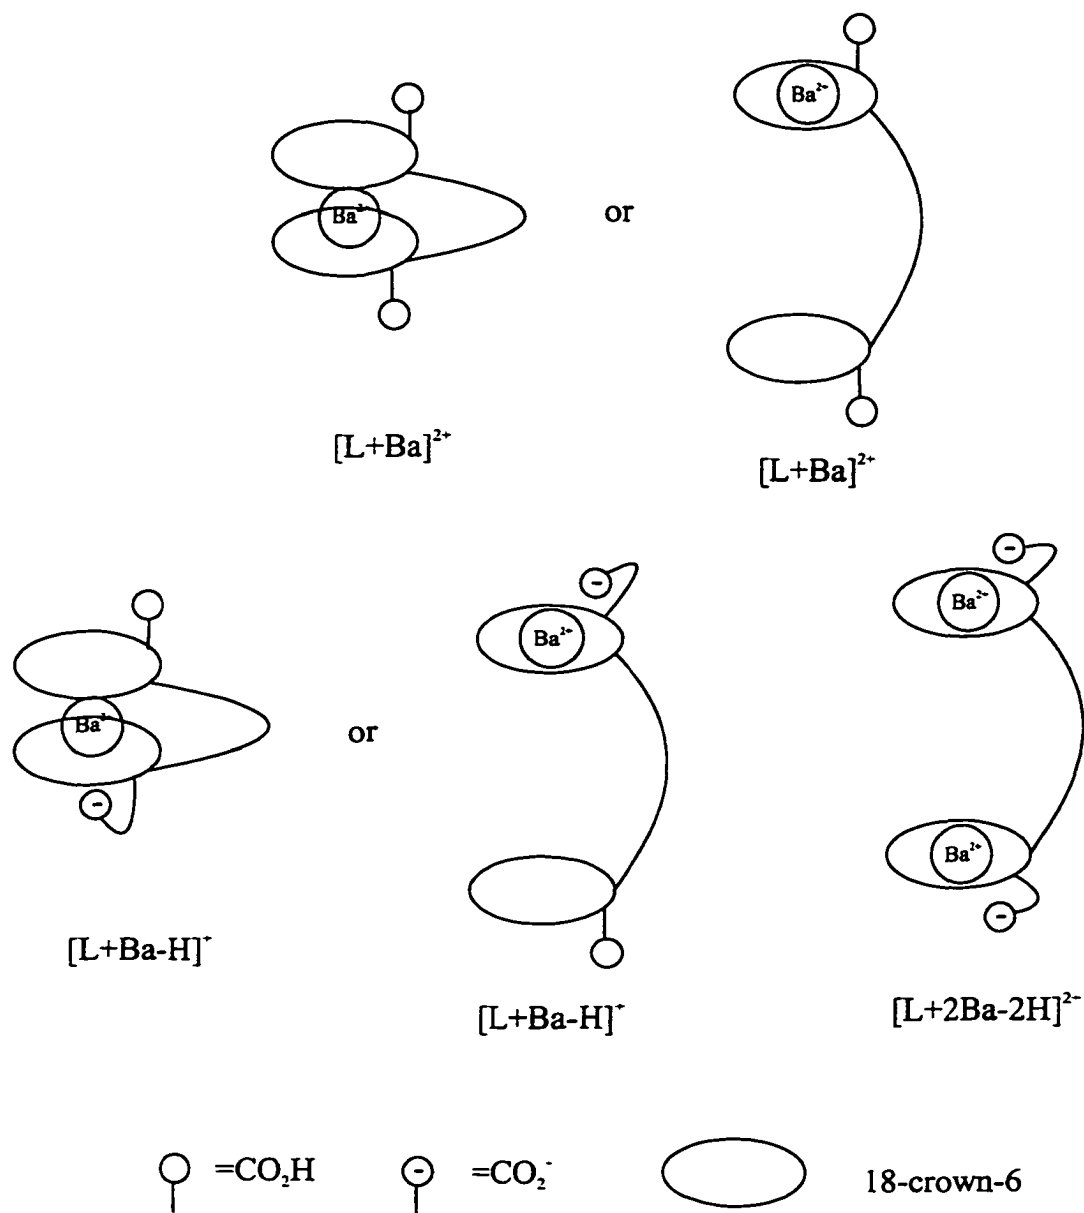 Ba²⁺
Ba²⁺
or
[L+Ba]²⁺
[L+Ba]²⁺
Ba²⁺
Ba²⁺
Ba²⁺
or
Ba²⁺
[L+Ba-H]⁺
[L+Ba-H]⁺
[L+2Ba-2H]²⁺
=CO₂H
=CO₂⁻
18-crown-6